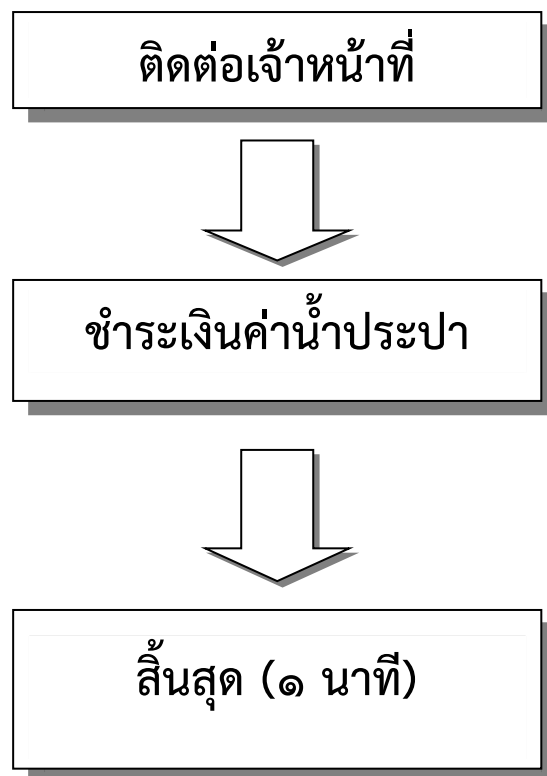 ติดต่อเจ้าหน้าที่
ชำระเงินค่าน้ำประปา
สิ้นสุด (๑ นาที)